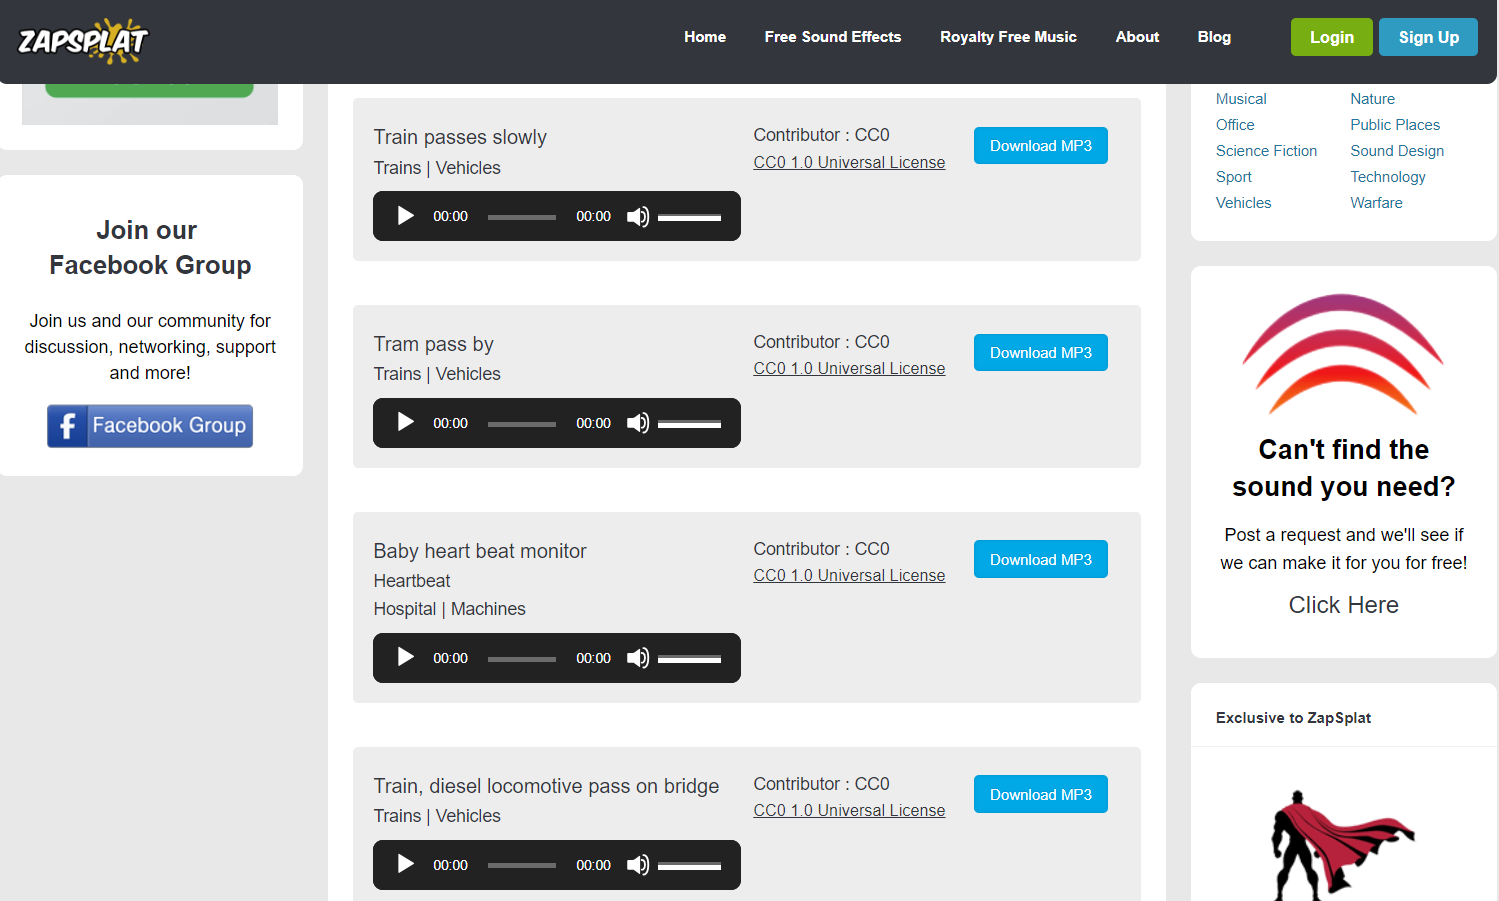 ZAPSPLAT
Home
Free Sound Effects
Royalty Free Music
About
Blog
Login
Sign Up
Join our
Facebook Group
Join us and our community for
discussion, networking, support
and more!
f Facebook Group
Train passes slowly
Trains | Vehicles
00:00
00:00
Contributor : CC0
CC0 1.0 Universal License
Download MP3
Tram pass by
Trains | Vehicles
00:00
00:00
Contributor : CC0
CC0 1.0 Universal License
Download MP3
Baby heart beat monitor
Heartbeat
Hospital | Machines
00:00
00:00
Contributor : CC0
CC0 1.0 Universal License
Download MP3
Train, diesel locomotive pass on bridge
Trains | Vehicles
00:00
00:00
Contributor : CC0
CC0 1.0 Universal License
Download MP3
Musical
Nature
Office
Public Places
Science Fiction
Sound Design
Sport
Technology
Vehicles
Warfare
Can't find the
sound you need?
Post a request and we'll see if
we can make it for you for free!
Click Here
Exclusive to ZapSplat